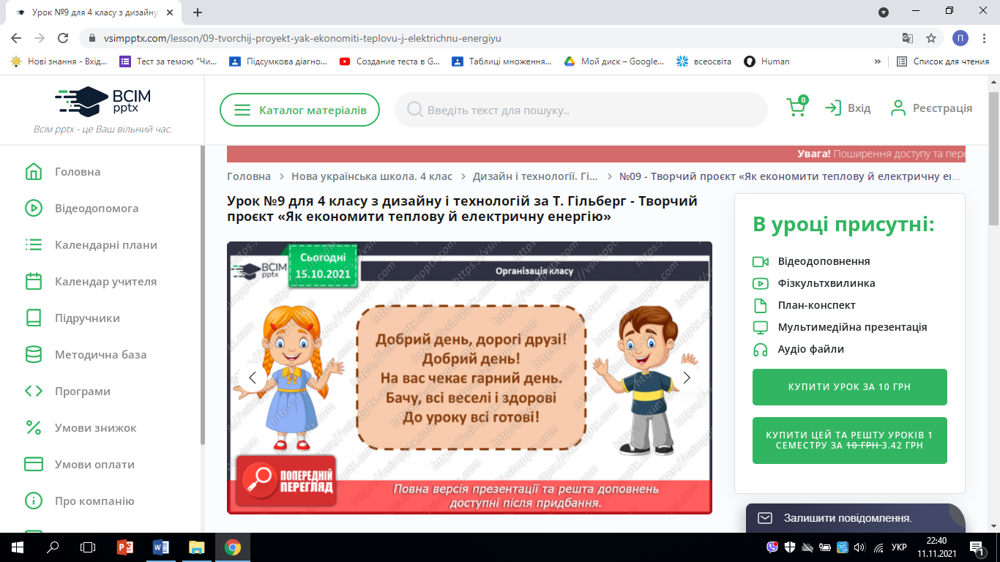 Урок №9 для 4 класу з дизайну
vsimpptx.com/lesson/09-tvorchij-proyekt-yak-ekonomiti-teplovu-j-elektrichnu-energiyu
П
Нові знання - Вхід...
Тест за темою "Чи...
Підсумкова діагно...
Создание теста в G...
Таблиці множення...
Мой диск – Google...
всеосвіта
Human
»
Список для чтения
ВСІМ
pptx
Всім pptx - це Ваш вільний час.
Каталог матеріалів
Введіть текст для пошуку..
0
Вхід
Реєстрація
Головна
Відеодопомога
Календарні плани
Календар учителя
Підручники
Методична база
Програми
Умови знижок
Умови оплати
Про компанію
Увага! Поширення доступу та пере
Головна > Нова українська школа. 4 клас > Дизайн і технології. Гі... > №09 - Творчий проєкт «Як економити теплову й електричну ен...
Урок №9 для 4 класу з дизайну і технологій за Т. Гільберг - Творчий
проєкт «Як економити теплову й електричну енергію»
ВСІМ
pptx
Сьогодні
15.10.2021
Організація класу
https://vsimpptx.com
Добрий день, дорогі друзі!
Добрий день!
На вас чекає гарний день.
Бачу, всі веселі і здорові
До уроку всі готові!
ПОПЕРЕДНІЙ
ПЕРЕГЛЯД
Повна версія презентації та решта доповнень
доступні після придбання.
В уроці присутні:
Відеодоповнення
Фізкультхвилинка
План-конспект
Мультимедійна презентація
Аудіо файли
КУПИТИ УРОК ЗА 10 ГРН
КУПИТИ ЦЕЙ ТА РЕШТУ УРОКІВ 1
СЕМЕСТРУ ЗА 10 ГРН 3.42 ГРН
Залишити повідомлення.
УКР
22:40
11.11.2021
1